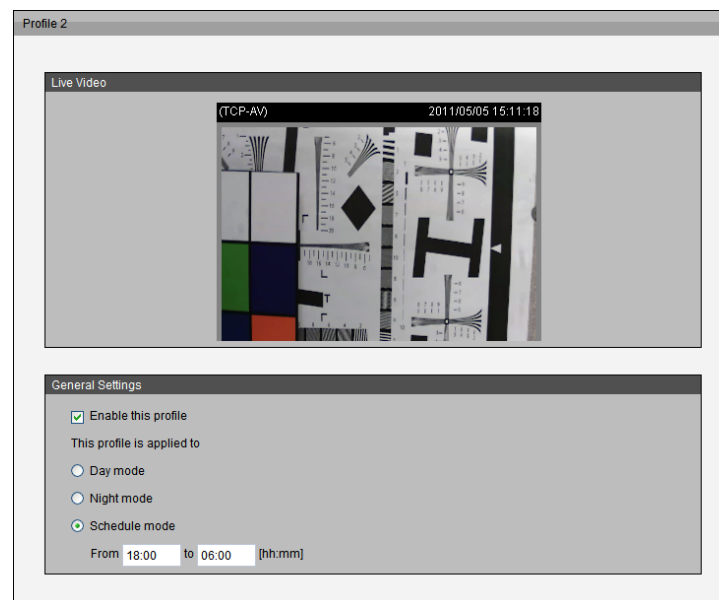 Profile 2
Live Video
(TCP-AV) 2011/05/05 15:11:18
General Settings
Enable this profile
This profile is applied to
Day mode
Night mode
Schedule mode
From 18:00 to 06:00 [hh:mm]